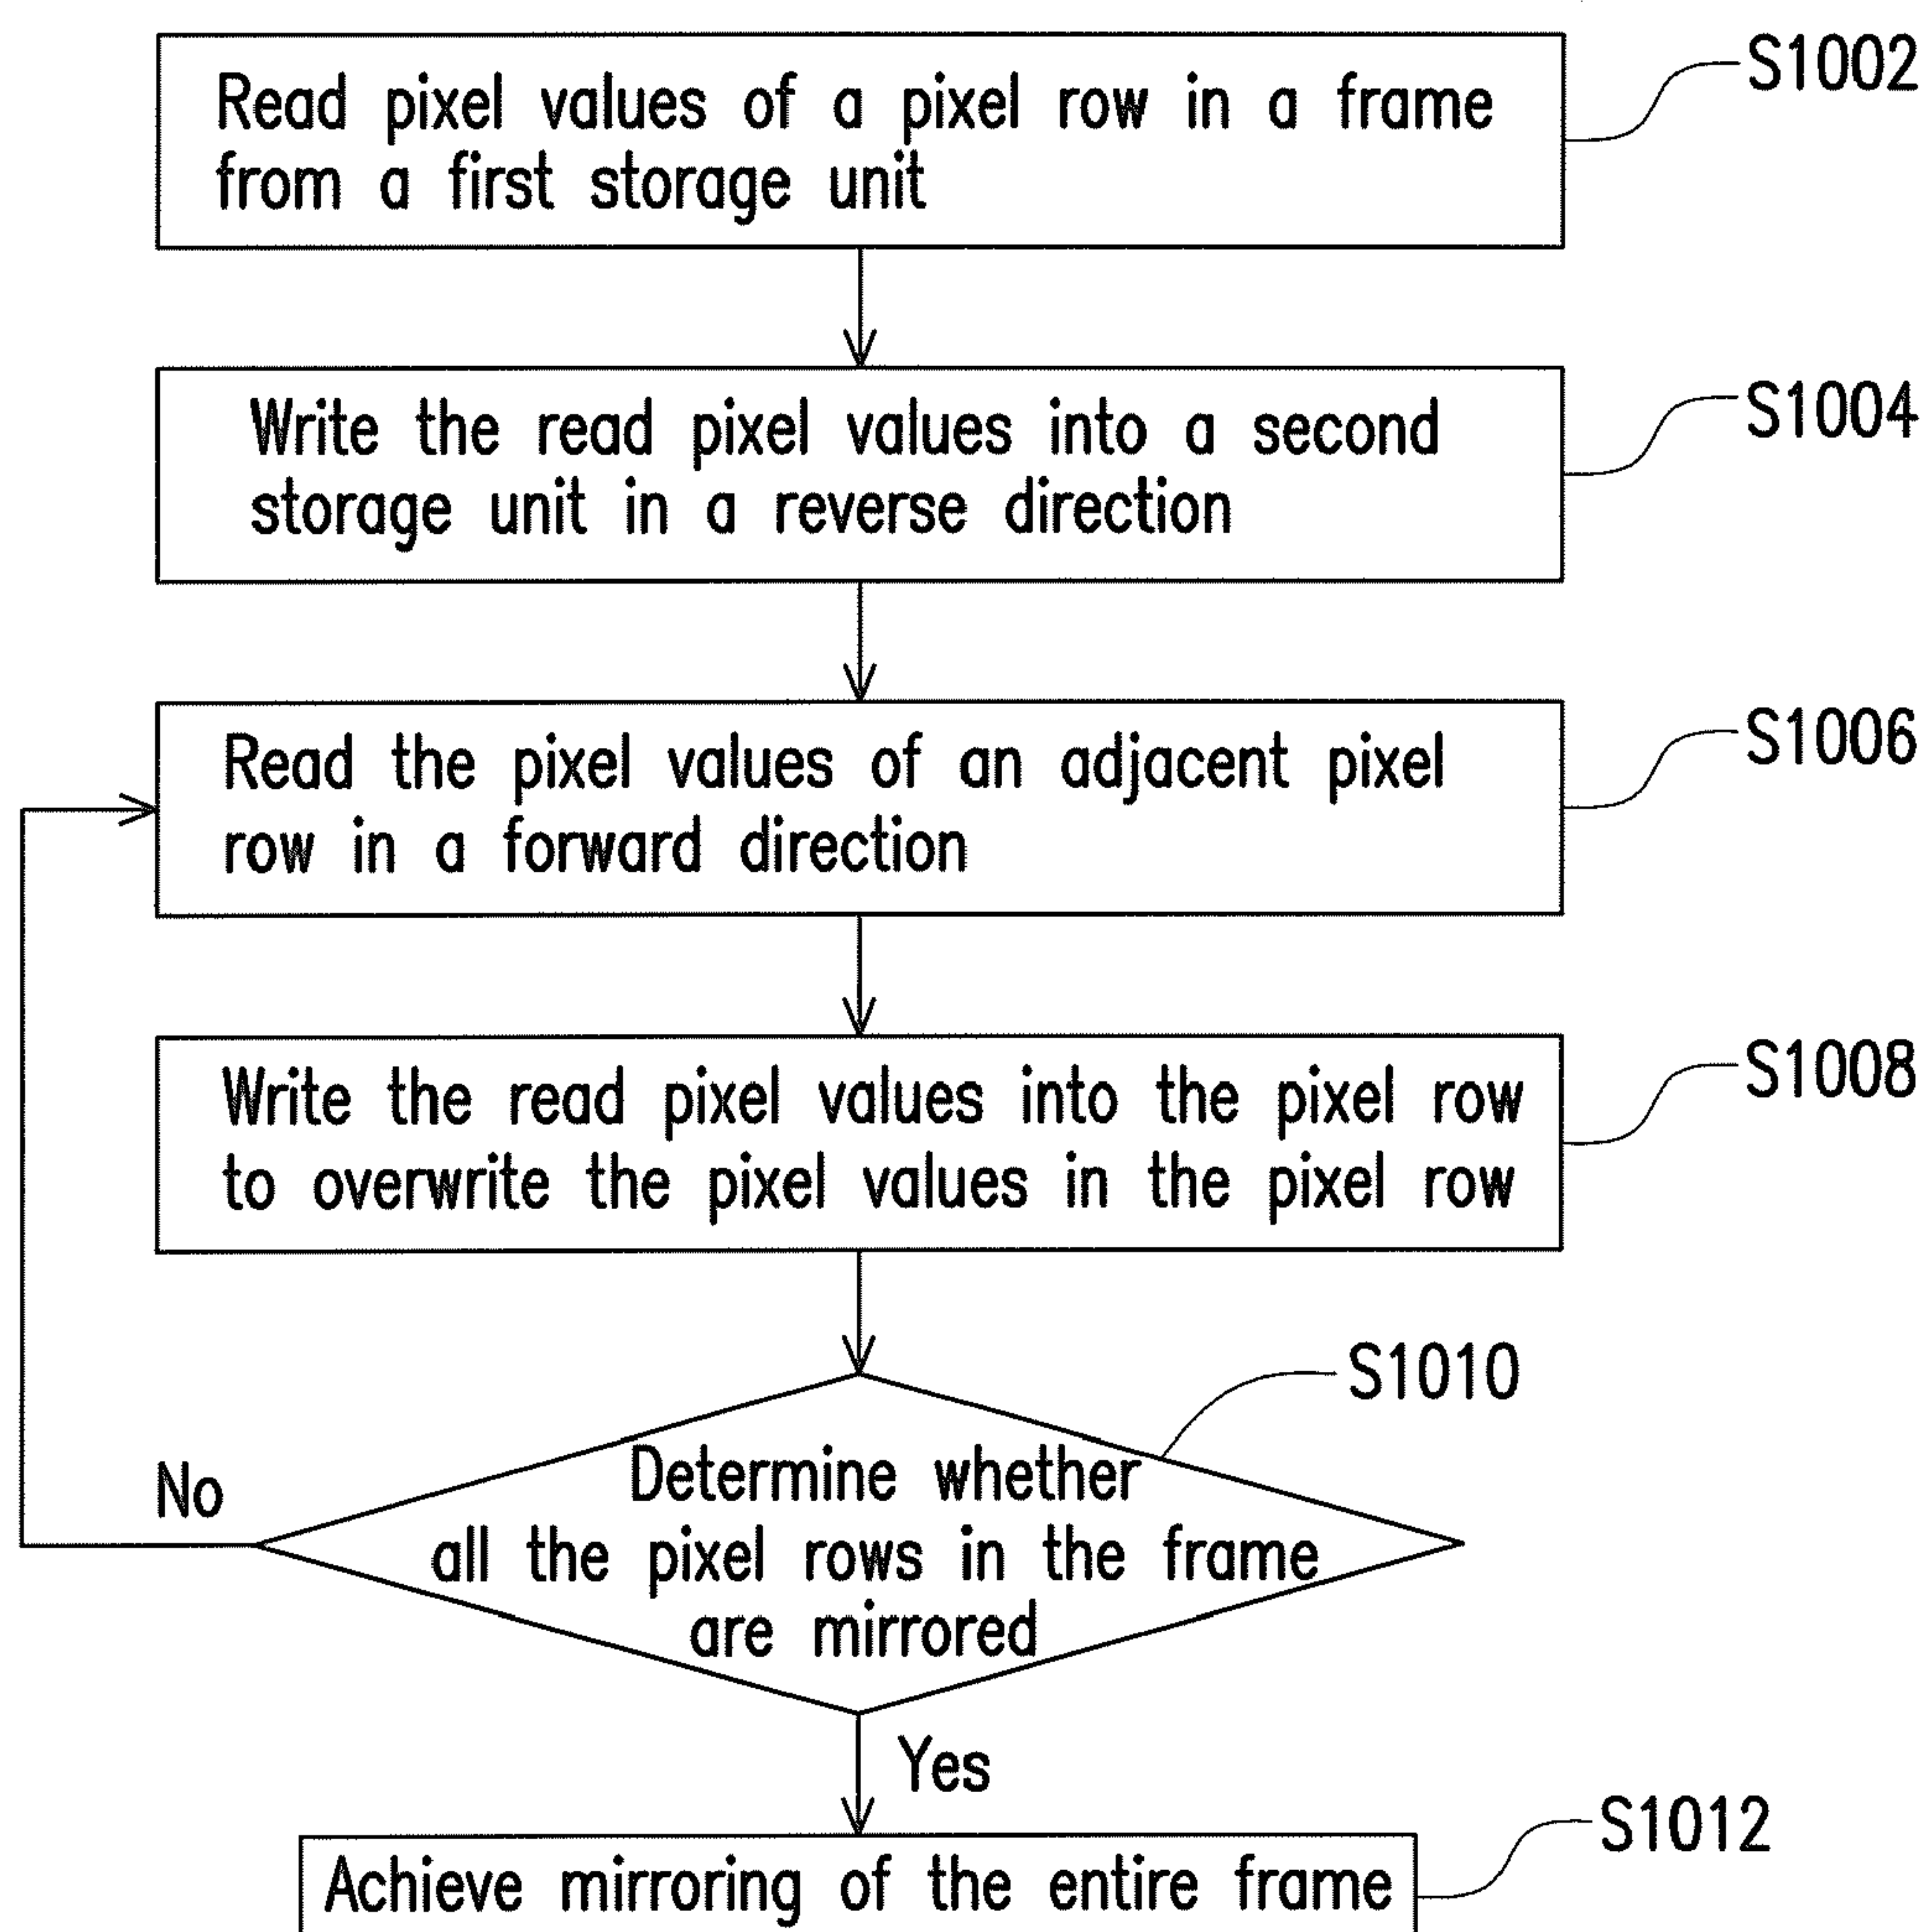 S1002
Read pixel values of a pixel row in a frame
from a first storage unit
S1004
Write the read pixel values into a second
storage unit in a reverse direction
S1006
Read the pixel values of an adjacent pixel
row in a forward direction
S1008
Write the read pixel values into the pixel row
to overwrite the pixel values in the pixel row
S1010
No
Determine whether
all the pixel rows in the frame
are mirrored
Yes
S1012
Achieve mirroring of the entire frame